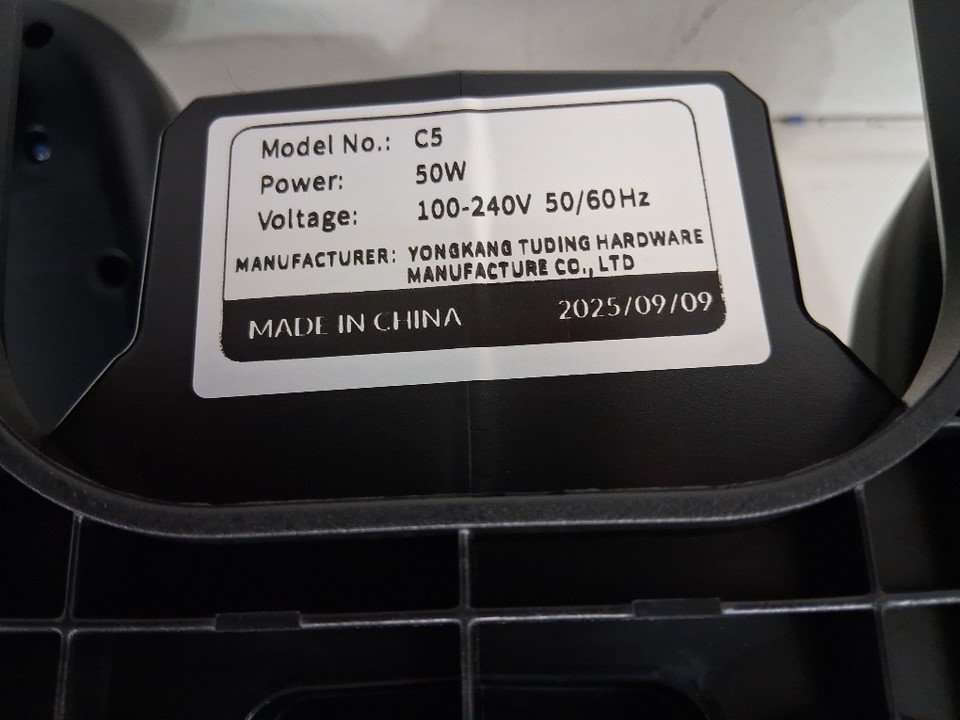 Model No.: C5
Power: 50W
Voltage: 100-240V 50/60Hz
MANUFACTURER: YONGKANG TUDING HARDWARE
MANUFACTURE CO., LTD
MADE IN CHINA 2025/09/09